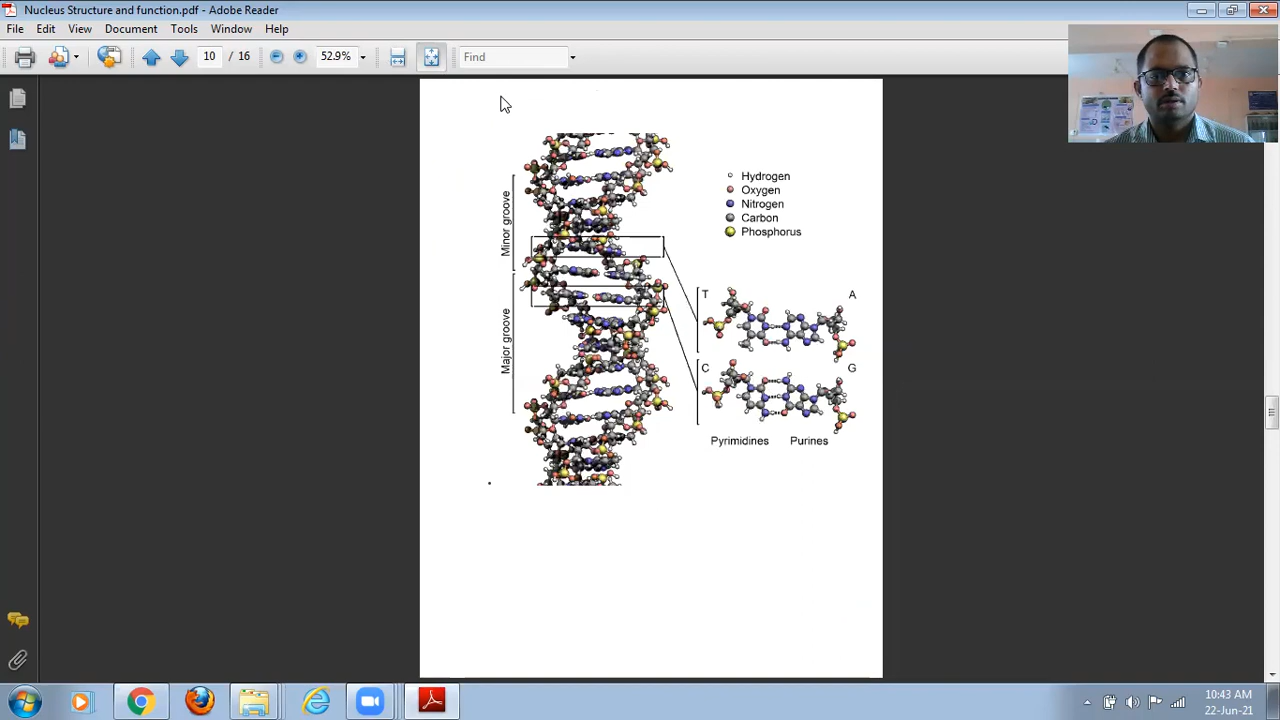 Nucleus Structure and function.pdf - Adobe Reader
File Edit View Document Tools Window Help
10 / 16 52.9% Find
Hydrogen
Oxygen
Nitrogen
Carbon
Phosphorus
Minor groove
Major groove
T A
C G
Pyrimidines Purines
10:43 AM
22-Jun-21